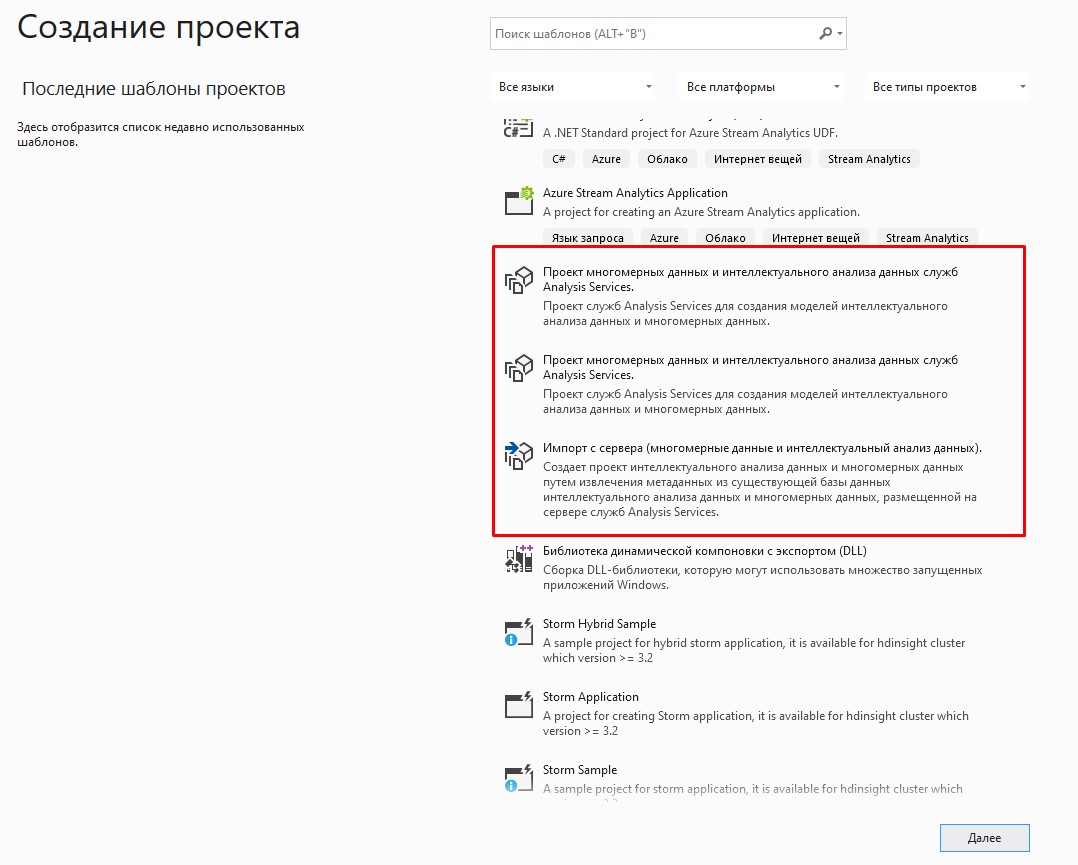 Создание проекта
Поиск шаблонов (ALT+"B")
Последние шаблоны проектов
Все языки
Все платформы
Все типы проектов
Здесь отобразится список недавно использованных
шаблонов.
C#
A .NET Standard project for Azure Stream Analytics UDF.
C# Azure Облако Интернет вещей Stream Analytics
Azure Stream Analytics Application
A project for creating an Azure Stream Analytics application.
Язык запроса Azure Облако Интернет вещей Stream Analytics
Проект многомерных данных и интеллектуального анализа данных служб
Analysis Services.
Проект служб Analysis Services для создания моделей интеллектуального
анализа данных и многомерных данных.
Проект многомерных данных и интеллектуального анализа данных служб
Analysis Services.
Проект служб Analysis Services для создания моделей интеллектуального
анализа данных и многомерных данных.
Импорт с сервера (многомерные данные и интеллектуальный анализ данных).
Создает проект интеллектуального анализа данных и многомерных данных
путем извлечения метаданных из существующей базы данных
интеллектуального анализа данных и многомерных данных, размещенной на
сервере служб Analysis Services.
Библиотека динамической компоновки с экспортом (DLL)
Сборка DLL-библиотеки, которую могут использовать множество запущенных
приложений Windows.
Storm Hybrid Sample
A sample project for hybrid storm application, it is available for hdinsight cluster
which version >= 3.2
Storm Application
A project for creating Storm application, it is available for hdinsight cluster which
version >= 3.2
Storm Sample
A sample project for storm application, it is available for hdinsight cluster which
Далее